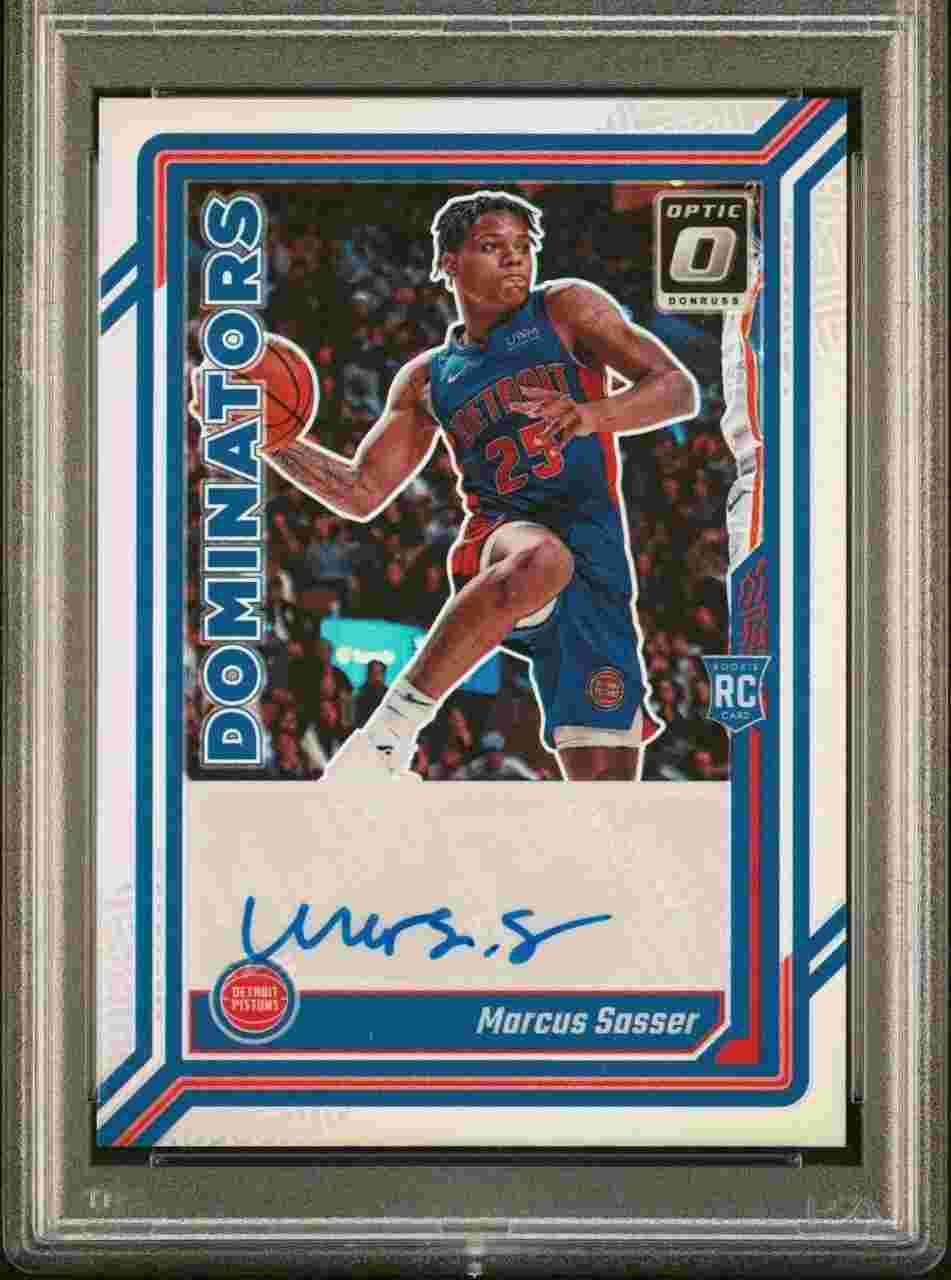 OPTIC
DONRUSS
DOMINATORS
DETROIT
25
ROOKIE
RC
CARD
DETROIT
PISTONS
Marcus Sasser